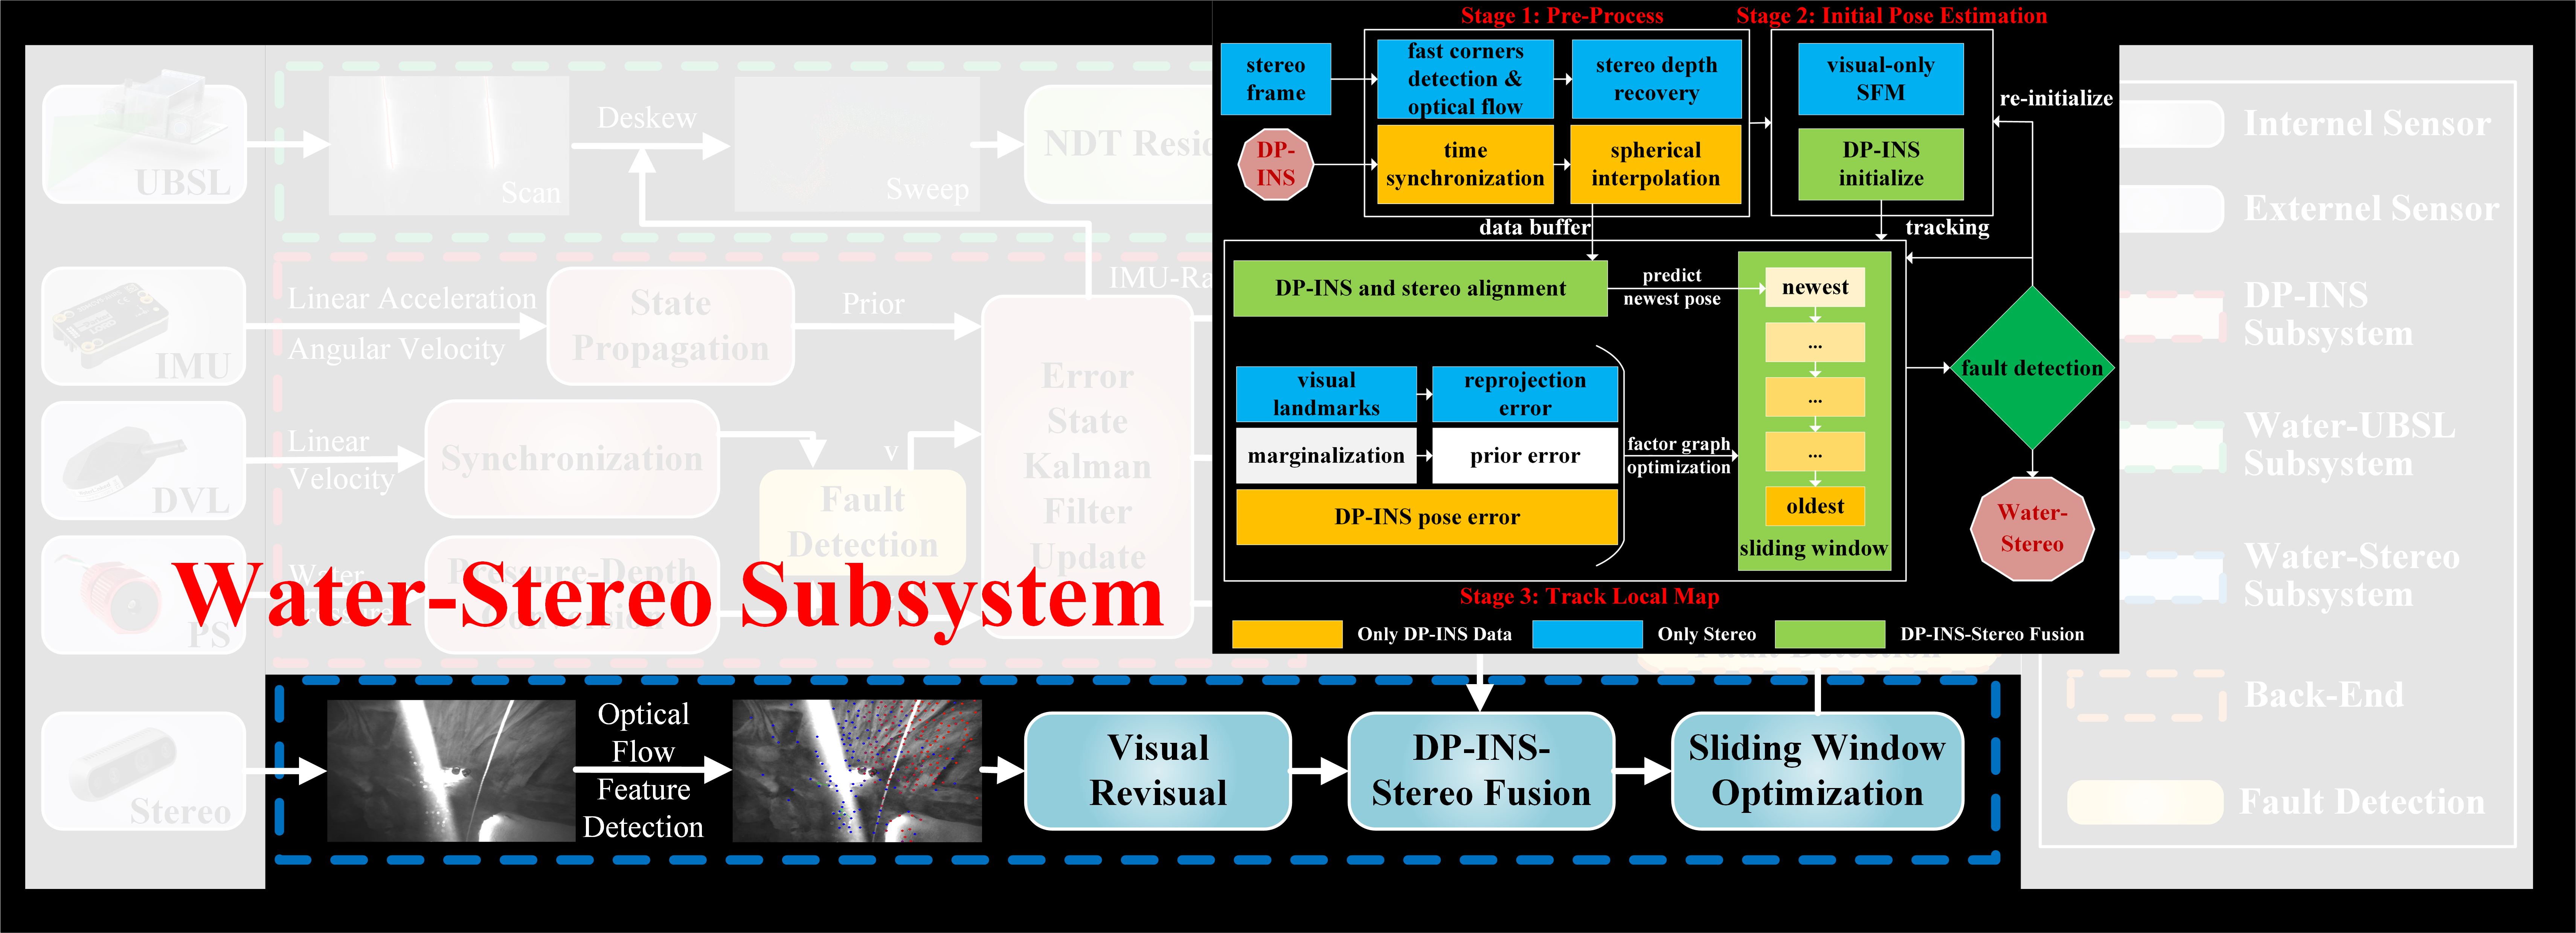 Stage 1: Pre-Process
Stage 2: Initial Pose Estimation
stereo
frame
fast corners
detection &
optical flow
stereo depth
recovery
visual-only
SFM
re-initialize
DP-
INS
time
synchronization
spherical
interpolation
DP-INS
initialize
data buffer
tracking
DP-INS and stereo alignment
predict
newest pose
newest
...
...
...
oldest
sliding window
visual
landmarks
reprojection
error
marginalization
prior error
DP-INS pose error
factor graph
optimization
fault detection
Water-
Stereo
Stage 3: Track Local Map
Only DP-INS Data
Only Stereo
DP-INS-Stereo Fusion
UBSL
Scan
Deskew
Sweep
NDT
IMU
Linear Acceleration
Angular Velocity
State
Propagation
Prior
DVL
Linear
Velocity
Synchronization
v
Fault
Detection
Error
State
Kalman
Filter
Update
PS
Water
Pressure-Depth
Water-Stereo Subsystem
Stereo
Optical
Flow
Feature
Detection
Visual
Revisual
DP-INS-
Stereo Fusion
Sliding Window
Optimization
Internel Sensor
Externel Sensor
DP-INS
Subsystem
Water-UBSL
Subsystem
Water-Stereo
Subsystem
Back-End
Fault Detection